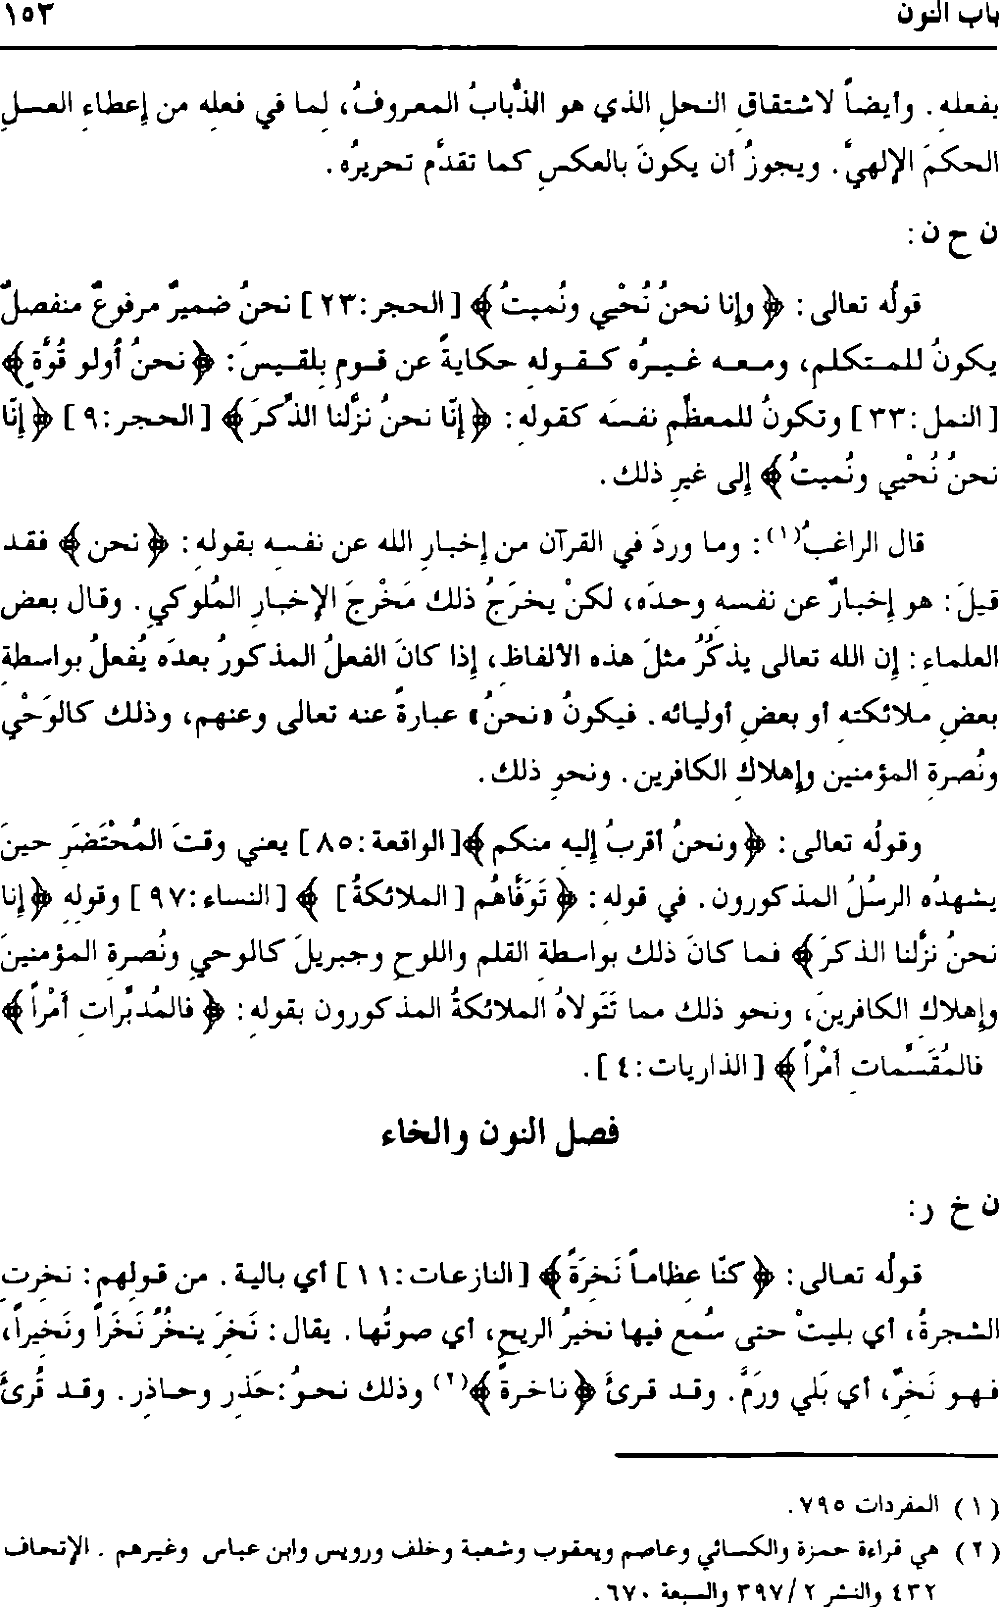 باب النون ١٥٣
بفعلهِ. وأيضاً لاشتقاقِ النحلِ الذي هو الذُّبابُ المعروفُ، لِما في فعلِهِ من إعطاءِ العسلِ
الحكمَ الإلهيَّ. ويجوزُ أن يكونَ بالعكسِ كما تقدَّم تحريرُه.
ن ح ن:
قولُه تعالى: ﴿وإنا نحنُ نُحْيي ونُميتُ﴾ [الحجر:٢٣] نحنُ ضميرٌ مرفوعٌ منفصلٌ
يكونُ للمتكلمِ، ومعه غيرُه كقولهِ حكايةً عن قومِ بِلقيسَ: ﴿نحنُ أُولو قُوَّةٍ﴾
[النمل:٣٣] وتكونُ للمعظِّمِ نفسَه كقولهِ: ﴿إنّا نحنُ نزَّلنا الذِّكرَ﴾ [الحجر:٩] ﴿إنّا
نحنُ نُحْيي ونُميتُ﴾ إلى غيرِ ذلك.
قال الراغبُ(١): وما وردَ في القرآن من إخبارِ الله عن نفسِه بقولهِ: ﴿نحن﴾ فقد
قيلَ: هو إخبارٌ عن نفسهِ وحدَه، لكنْ يخرَجُ ذلك مَخْرجَ الإخبارِ المُلوكي. وقال بعض
العلماءِ: إن الله تعالى يذكُرُ مثلَ هذه الألفاظِ، إذا كانَ الفعلُ المذكورُ بعدَه يُفعلُ بواسطةِ
بعضِ ملائكتهِ أو بعضِ أوليائه. فيكونُ «نحنُ» عبارةً عنه تعالى وعنهم، وذلك كالوَحْيِ
ونُصرةِ المؤمنين وإهلاكِ الكافرين. ونحوِ ذلك.
وقولُه تعالى: ﴿ونحنُ أقربُ إليهِ منكم﴾[الواقعة:٨٥] يعني وقتَ المُحْتَضَرِ حينَ
يشهدُه الرسُلُ المذكورون. في قوله: ﴿تَوَفَّاهُم [الملائكةُ] ﴾ [النساء:٩٧] وقولهِ ﴿إنا
نحنُ نزَّلنا الذكرَ﴾ فما كانَ ذلك بواسطةِ القلمِ واللوحِ وجبريلَ كالوحيِ ونُصرةِ المؤمنينَ
وإهلاكِ الكافرينَ، ونحو ذلك مما تَتَولاهُ الملائكةُ المذكورون بقوله: ﴿فالمُدبِّراتِ أمْراً﴾
فالمُقَسِّماتِ أمْراً﴾ [الذاريات:٤].
فصل النون والخاء
ن خ ر:
قولُه تعالى: ﴿كنّا عظاماً نَخِرَةً﴾ [النازعات:١١] أي بالية. من قولِهم: نخرتِ
الشجرةُ، أي بليتْ حتى سُمع فيها نخيرُ الريحِ، أي صوتُها. يقال: نَخرَ ينخُرُ نَخَراً ونَخيراً،
فهو نَخِرٌ، أي بَلي ورَمَّ. وقد قرئَ ﴿ناخرةً﴾(٢) وذلك نحوُ:حَذرِ وحاذرِ. وقد قُرئَ
(١) المفردات ٧٩٥.
(٢) هي قراءة حمزة والكسائي وعاصم ويعقوب وشعبة وخلف ورويس وابن عباس وغيرهم . الإتحاف
٤٣٢ والنشر ٣٩٧/٢ والسبعة ٦٧٠.